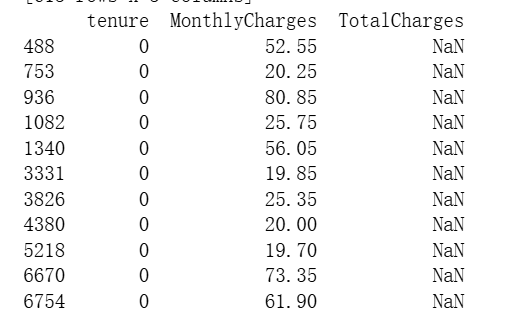 tenure MonthlyCharges TotalCharges
488 0 52.55 NaN
753 0 20.25 NaN
936 0 80.85 NaN
1082 0 25.75 NaN
1340 0 56.05 NaN
3331 0 19.85 NaN
3826 0 25.35 NaN
4380 0 20.00 NaN
5218 0 19.70 NaN
6670 0 73.35 NaN
6754 0 61.90 NaN